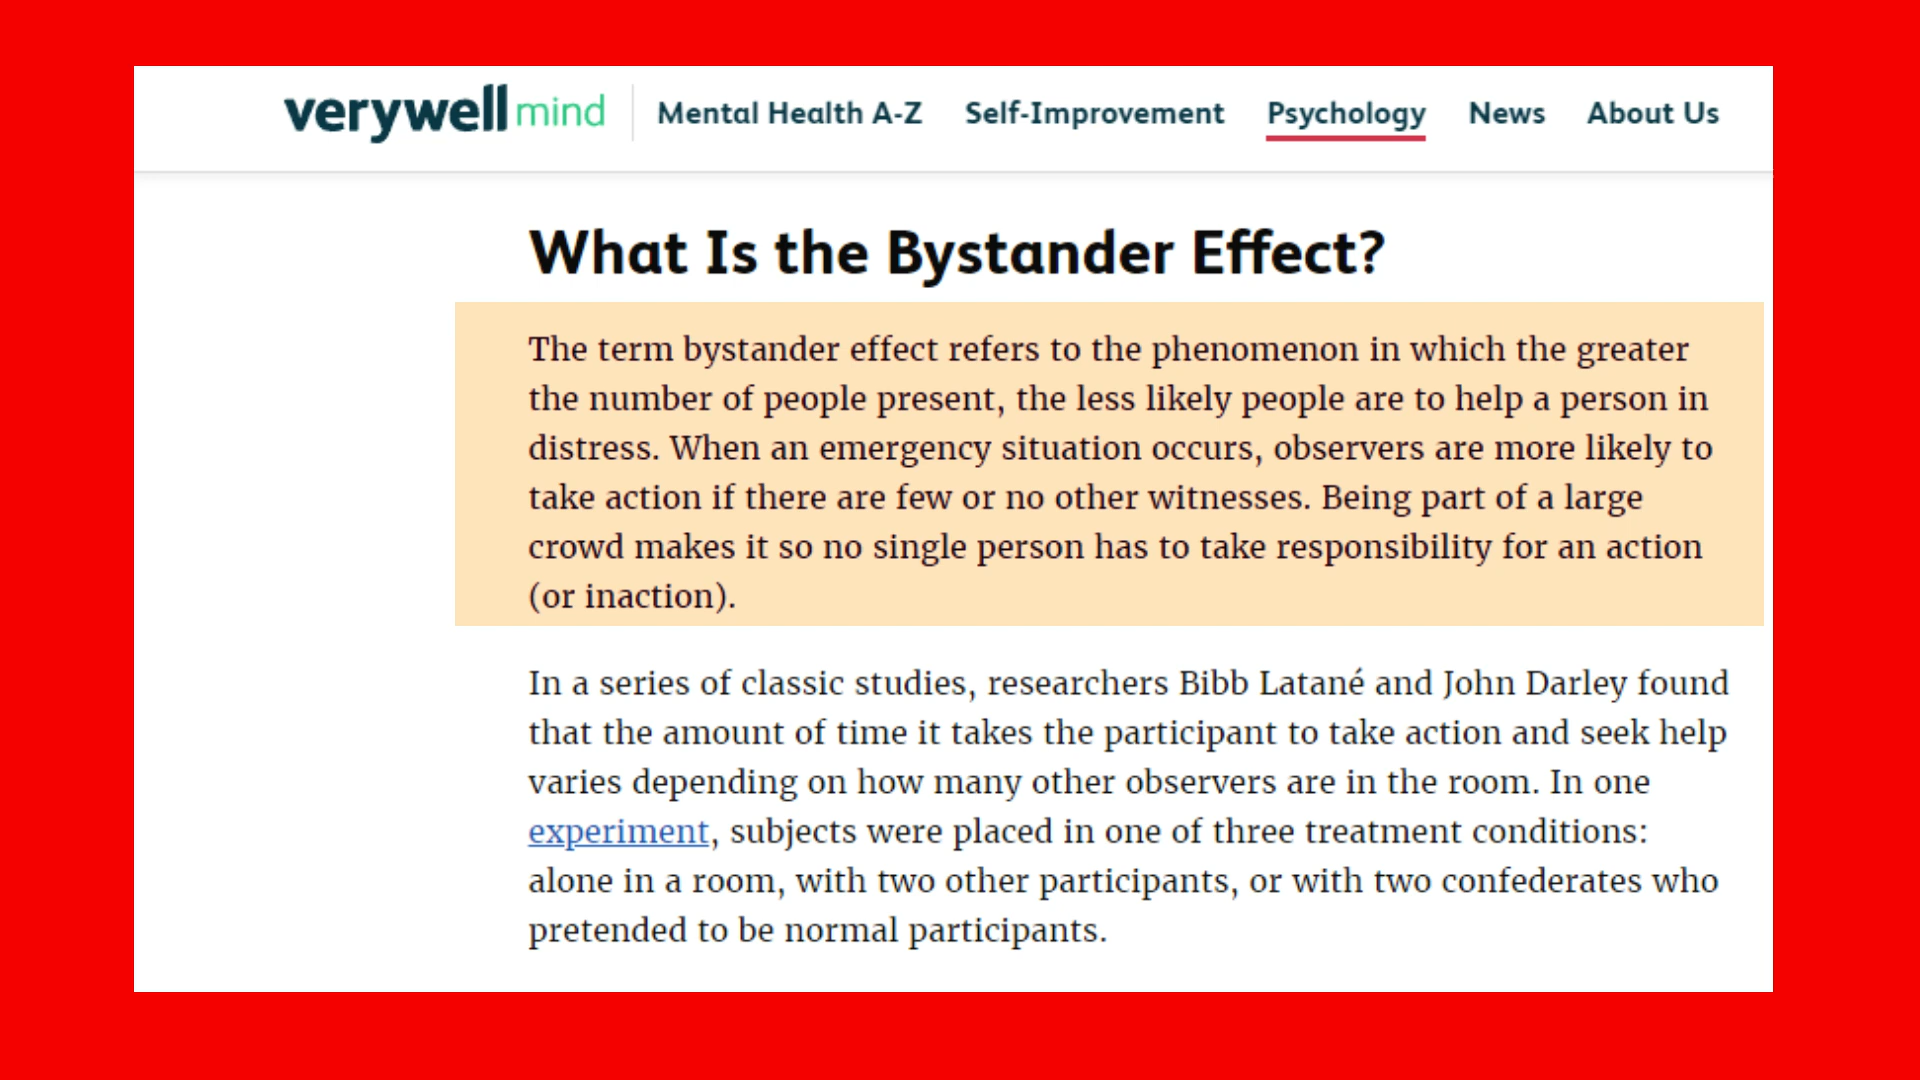 verywell mind
Mental Health A-Z Self-Improvement Psychology News About Us
What Is the Bystander Effect?
The term bystander effect refers to the phenomenon in which the greater
the number of people present, the less likely people are to help a person in
distress. When an emergency situation occurs, observers are more likely to
take action if there are few or no other witnesses. Being part of a large
crowd makes it so no single person has to take responsibility for an action
(or inaction).
In a series of classic studies, researchers Bibb Latané and John Darley found
that the amount of time it takes the participant to take action and seek help
varies depending on how many other observers are in the room. In one
experiment, subjects were placed in one of three treatment conditions:
alone in a room, with two other participants, or with two confederates who
pretended to be normal participants.